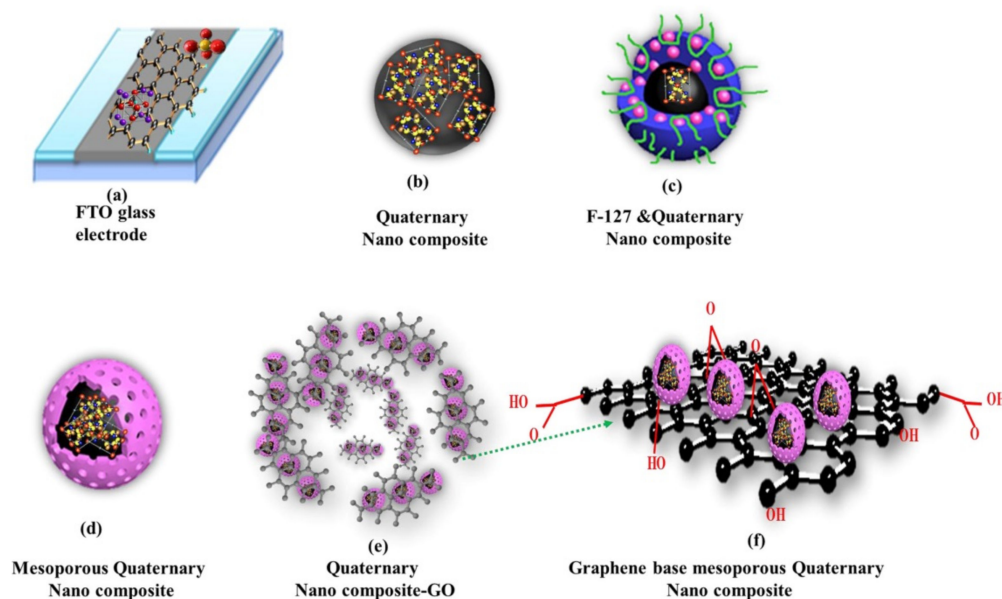 (a)
FTO glass
electrode
(b)
Quaternary
Nano composite
(c)
F-127 &Quaternary
Nano composite
(d)
Mesoporous Quaternary
Nano composite
(e)
Quaternary
Nano composite-GO
O
O
HO
O
HO
OH
O
OH
OH
(f)
Graphene base mesoporous Quaternary
Nano composite